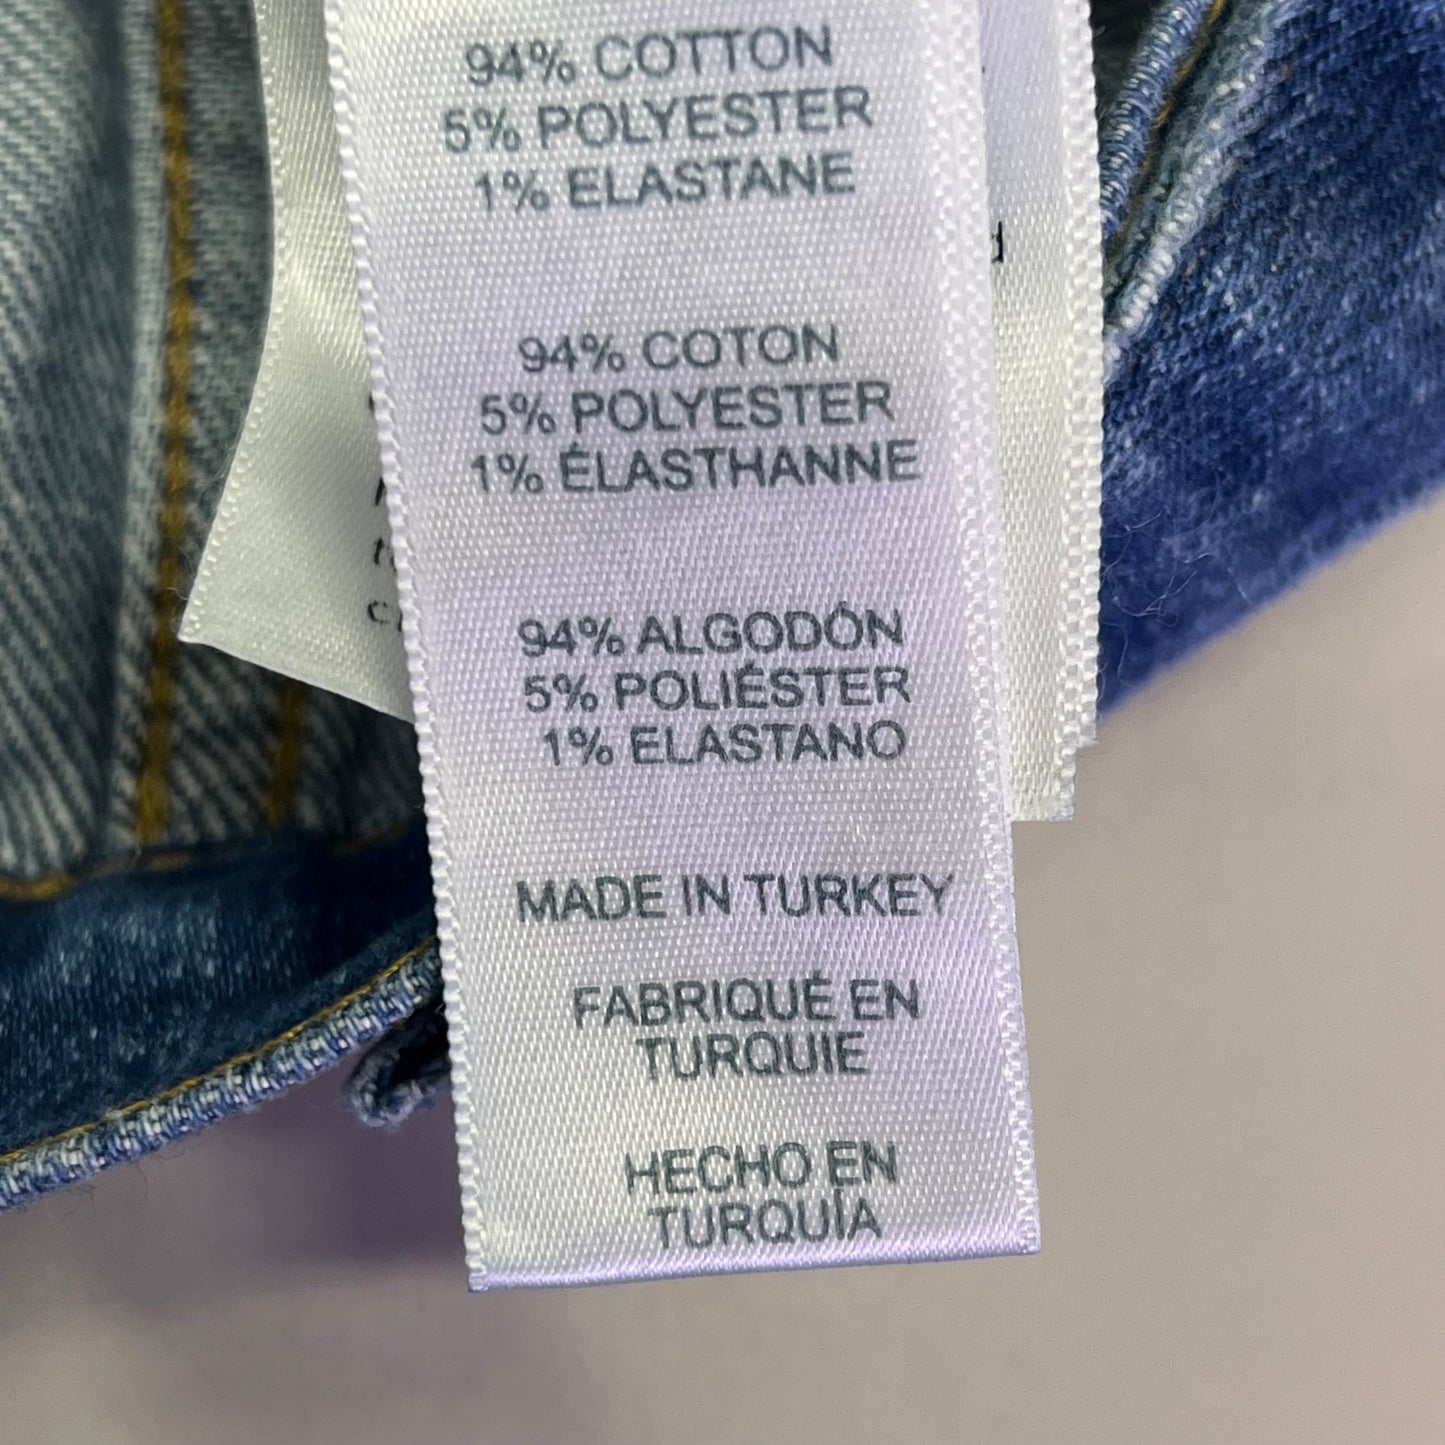 94% COTTON
5% POLYESTER
1% ELASTANE
94% COTON
5% POLYESTER
1% ÉLASTHANNE
94% ALGODÓN
5% POLIÉSTER
1% ELASTANO
MADE IN TURKEY
FABRIQUÉ EN
TURQUIE
HECHO EN
TURQUÍA